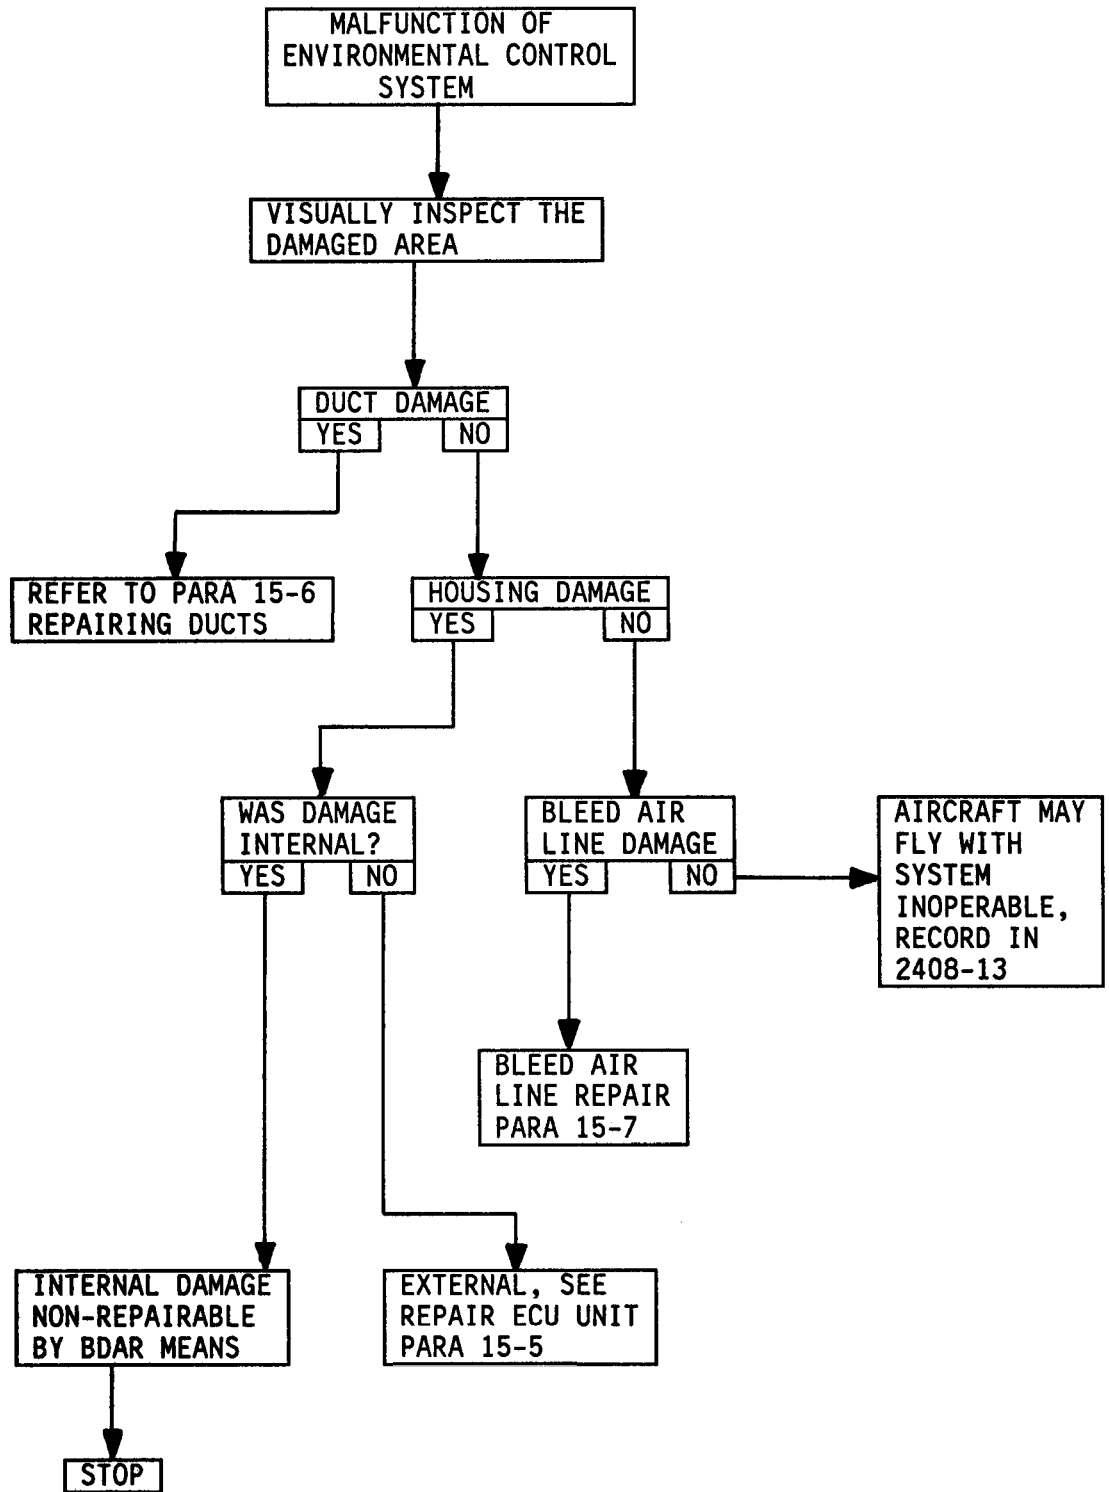 MALFUNCTION OF
ENVIRONMENTAL CONTROL
SYSTEM
VISUALLY INSPECT THE
DAMAGED AREA
DUCT DAMAGE
YES NO
REFER TO PARA 15-6
REPAIRING DUCTS
HOUSING DAMAGE
YES NO
WAS DAMAGE
INTERNAL?
YES NO
BLEED AIR
LINE DAMAGE
YES NO
AIRCRAFT MAY
FLY WITH
SYSTEM
INOPERABLE,
RECORD IN
2408-13
BLEED AIR
LINE REPAIR
PARA 15-7
INTERNAL DAMAGE
NON-REPAIRABLE
BY BDAR MEANS
EXTERNAL, SEE
REPAIR ECU UNIT
PARA 15-5
STOP